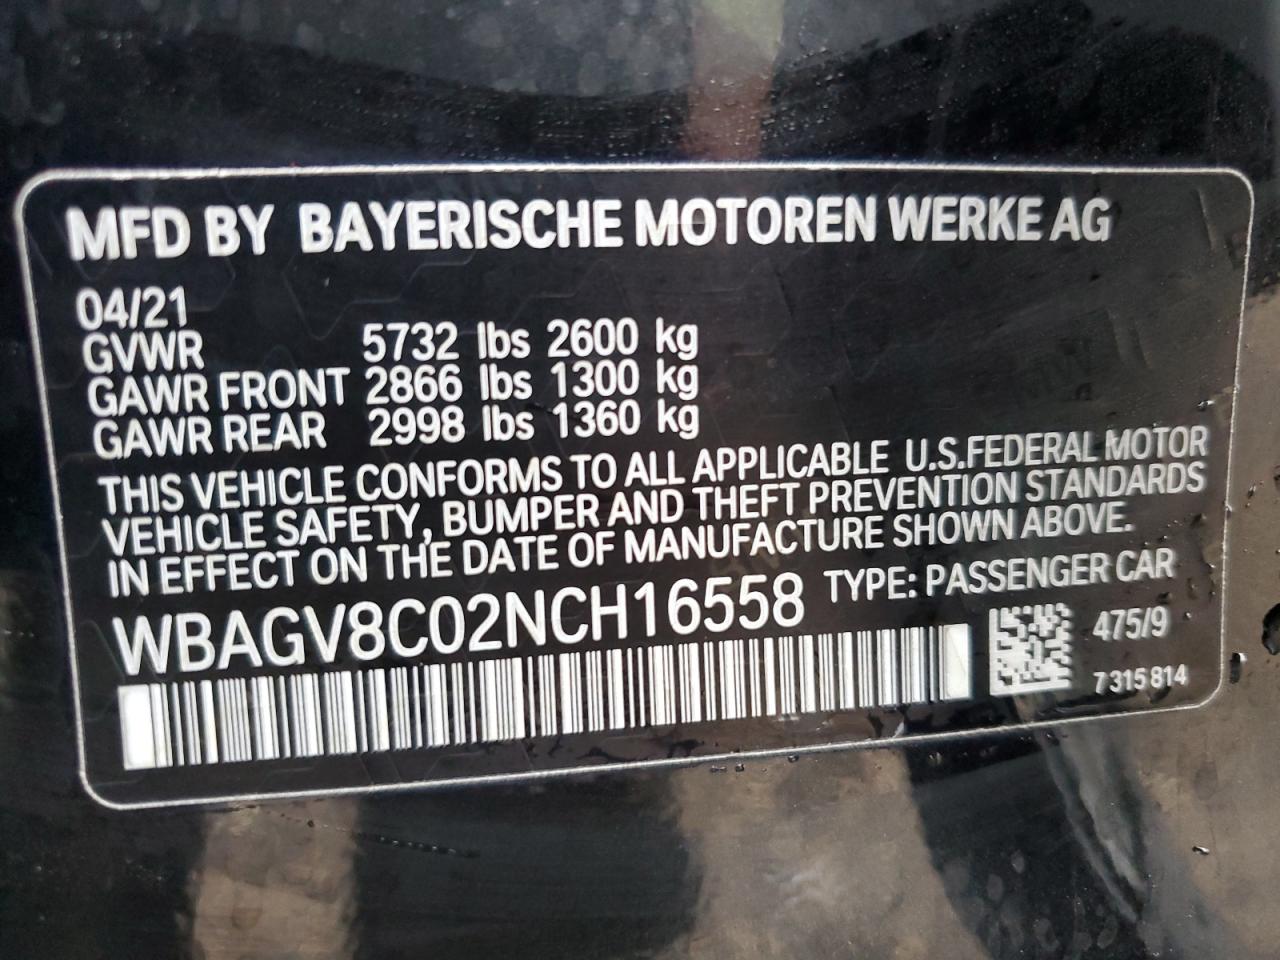 MFD BY BAYERISCHE MOTOREN WERKE AG
04/21
GVWR 5732 lbs 2600 kg
GAWR FRONT 2866 lbs 1300 kg
GAWR REAR 2998 lbs 1360 kg
THIS VEHICLE CONFORMS TO ALL APPLICABLE U.S.FEDERAL MOTOR
VEHICLE SAFETY, BUMPER AND THEFT PREVENTION STANDARDS
IN EFFECT ON THE DATE OF MANUFACTURE SHOWN ABOVE.
WBAGV8C02NCH16558 TYPE: PASSENGER CAR
475/9
7 315 814